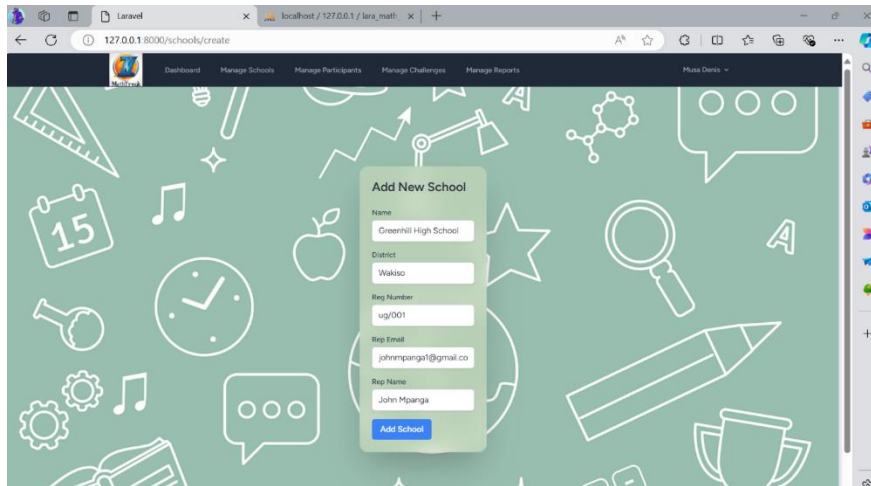 Laravel
localhost / 127.0.0.1 / lara_math_
127.0.0.1:8000/schools/create
Dashboard Manage Schools Manage Participants Manage Challenges Manage Reports Musa Denis
A
15
A
Add New School
Name
Greenhill High School
District
Wakiso
Reg Number
ug/001
Rep Email
johnmpanga1@gmail.co
Rep Name
John Mpanga
Add School